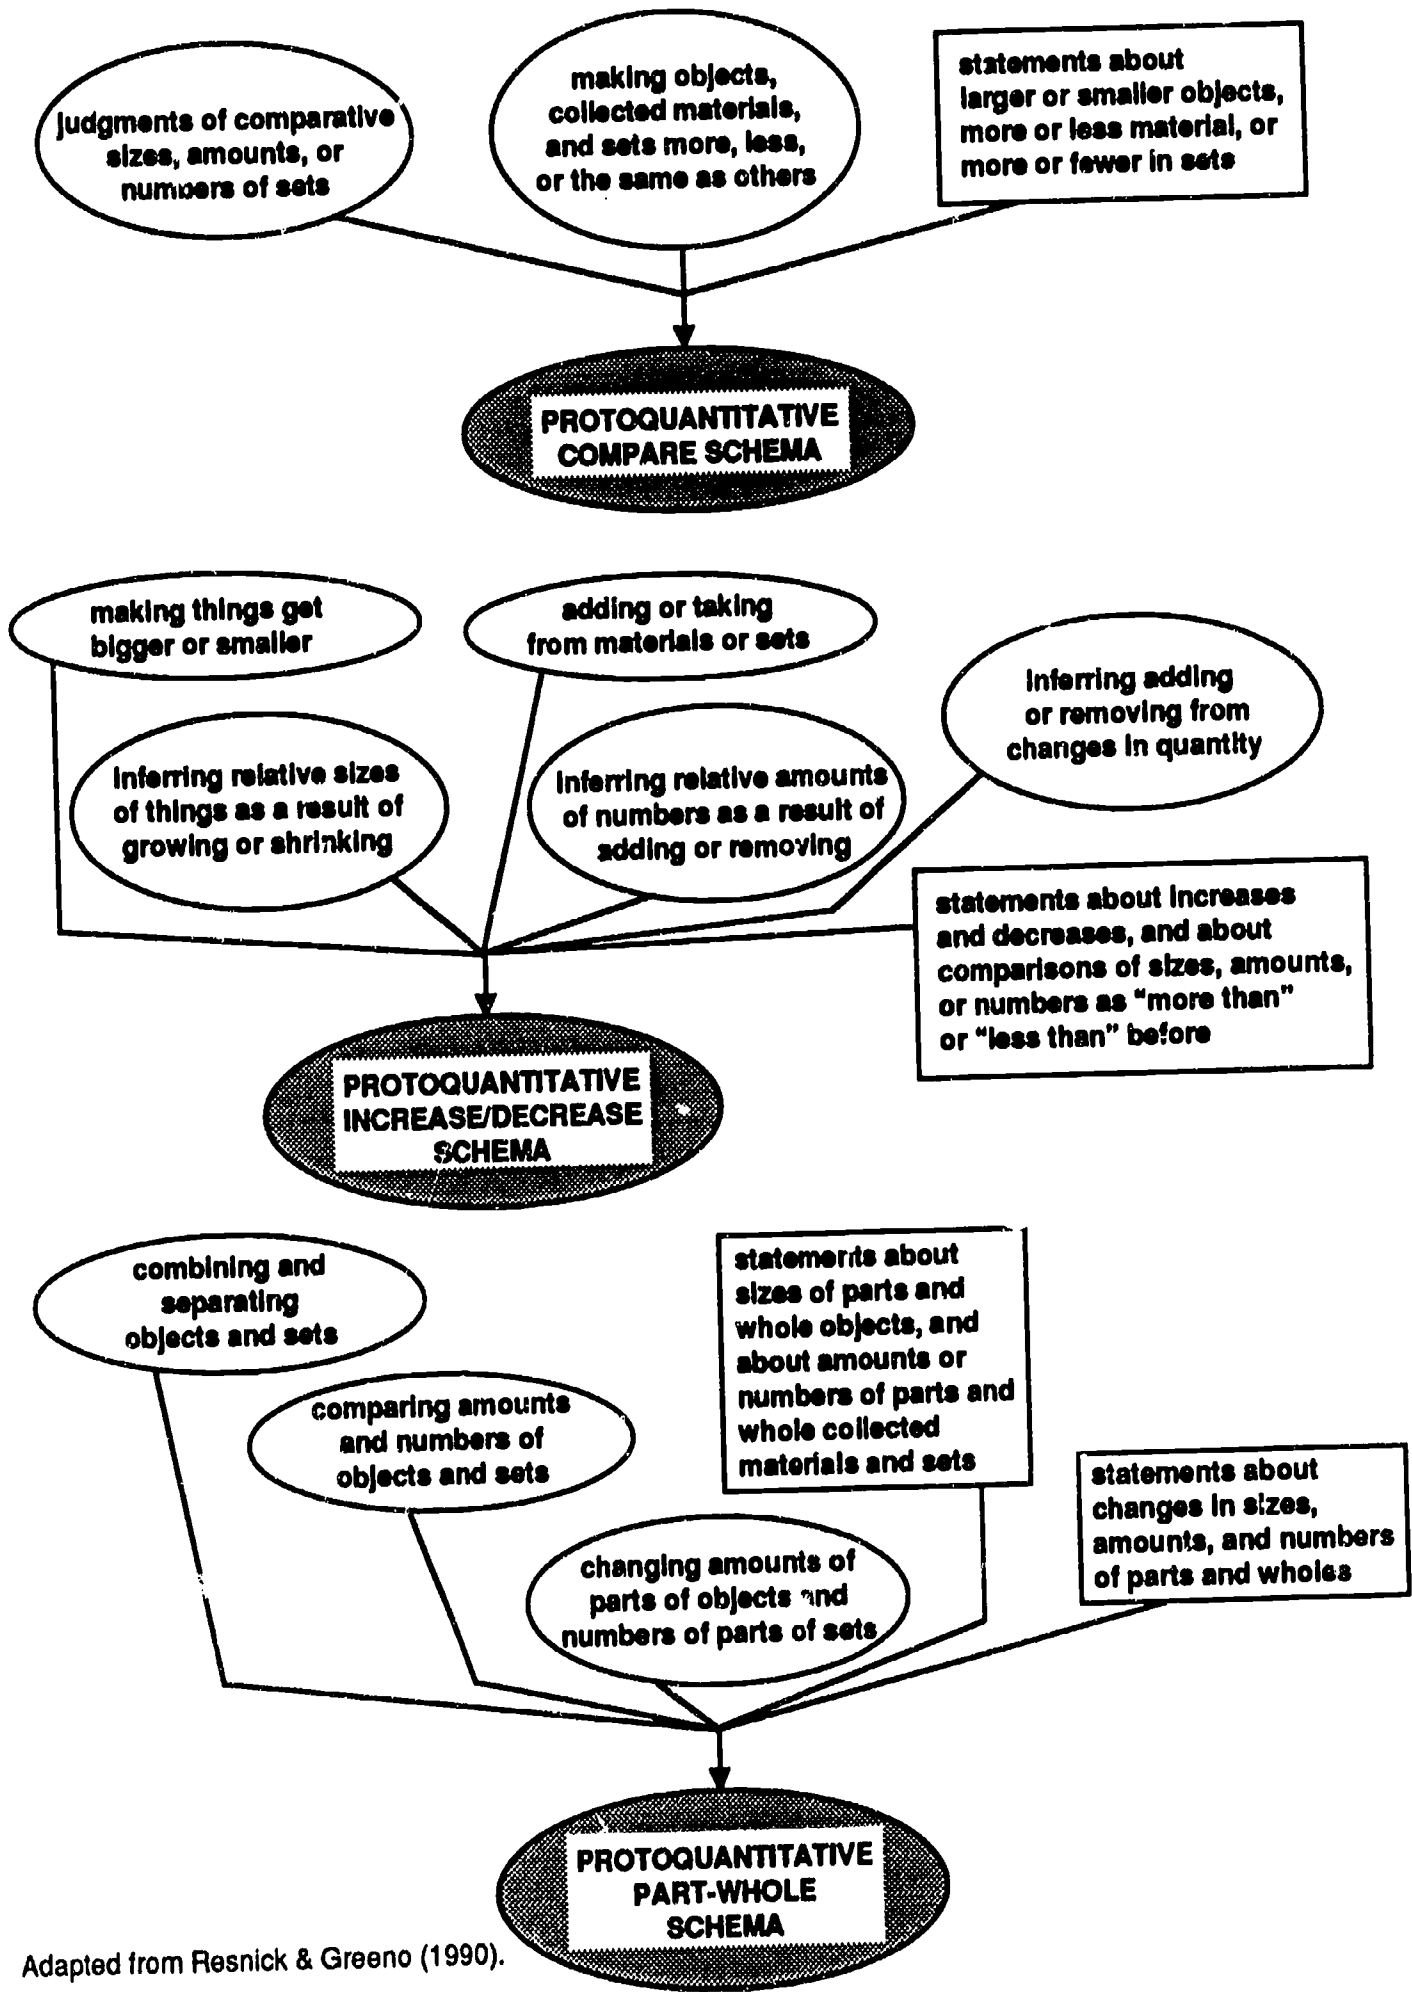 judgments of comparative
sizes, amounts, or
numbers of sets
making objects,
collected materials,
and sets more, less,
or the same as others
statements about
larger or smaller objects,
more or less material, or
more or fewer in sets
PROTOQUANTITATIVE
COMPARE SCHEMA
making things get
bigger or smaller
adding or taking
from materials or sets
inferring adding
or removing from
changes in quantity
inferring relative sizes
of things as a result of
growing or shrinking
inferring relative amounts
of numbers as a result of
adding or removing
statements about increases
and decreases, and about
comparisons of sizes, amounts,
or numbers as “more than”
or “less than” before
PROTOQUANTITATIVE
INCREASE/DECREASE
SCHEMA
combining and
separating
objects and sets
comparing amounts
and numbers of
objects and sets
statements about
sizes of parts and
whole objects, and
about amounts or
numbers of parts and
whole collected
materials and sets
changing amounts of
parts of objects and
numbers of parts of sets
statements about
changes in sizes,
amounts, and numbers
of parts and wholes
PROTOQUANTITATIVE
PART-WHOLE
SCHEMA
Adapted from Resnick & Greeno (1990).